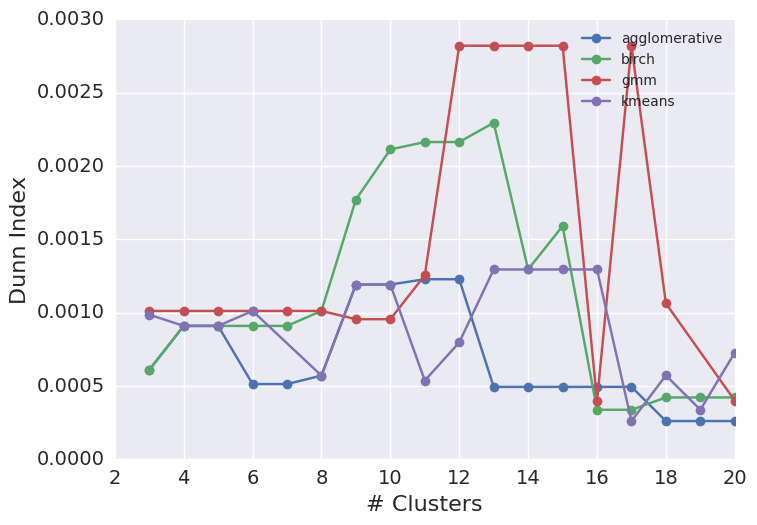 0.0030
0.0025
0.0020
0.0015
0.0010
0.0005
0.0000
Dunn Index
2 4 6 8 10 12 14 16 18 20
# Clusters
agglomerative
birch
gmm
kmeans